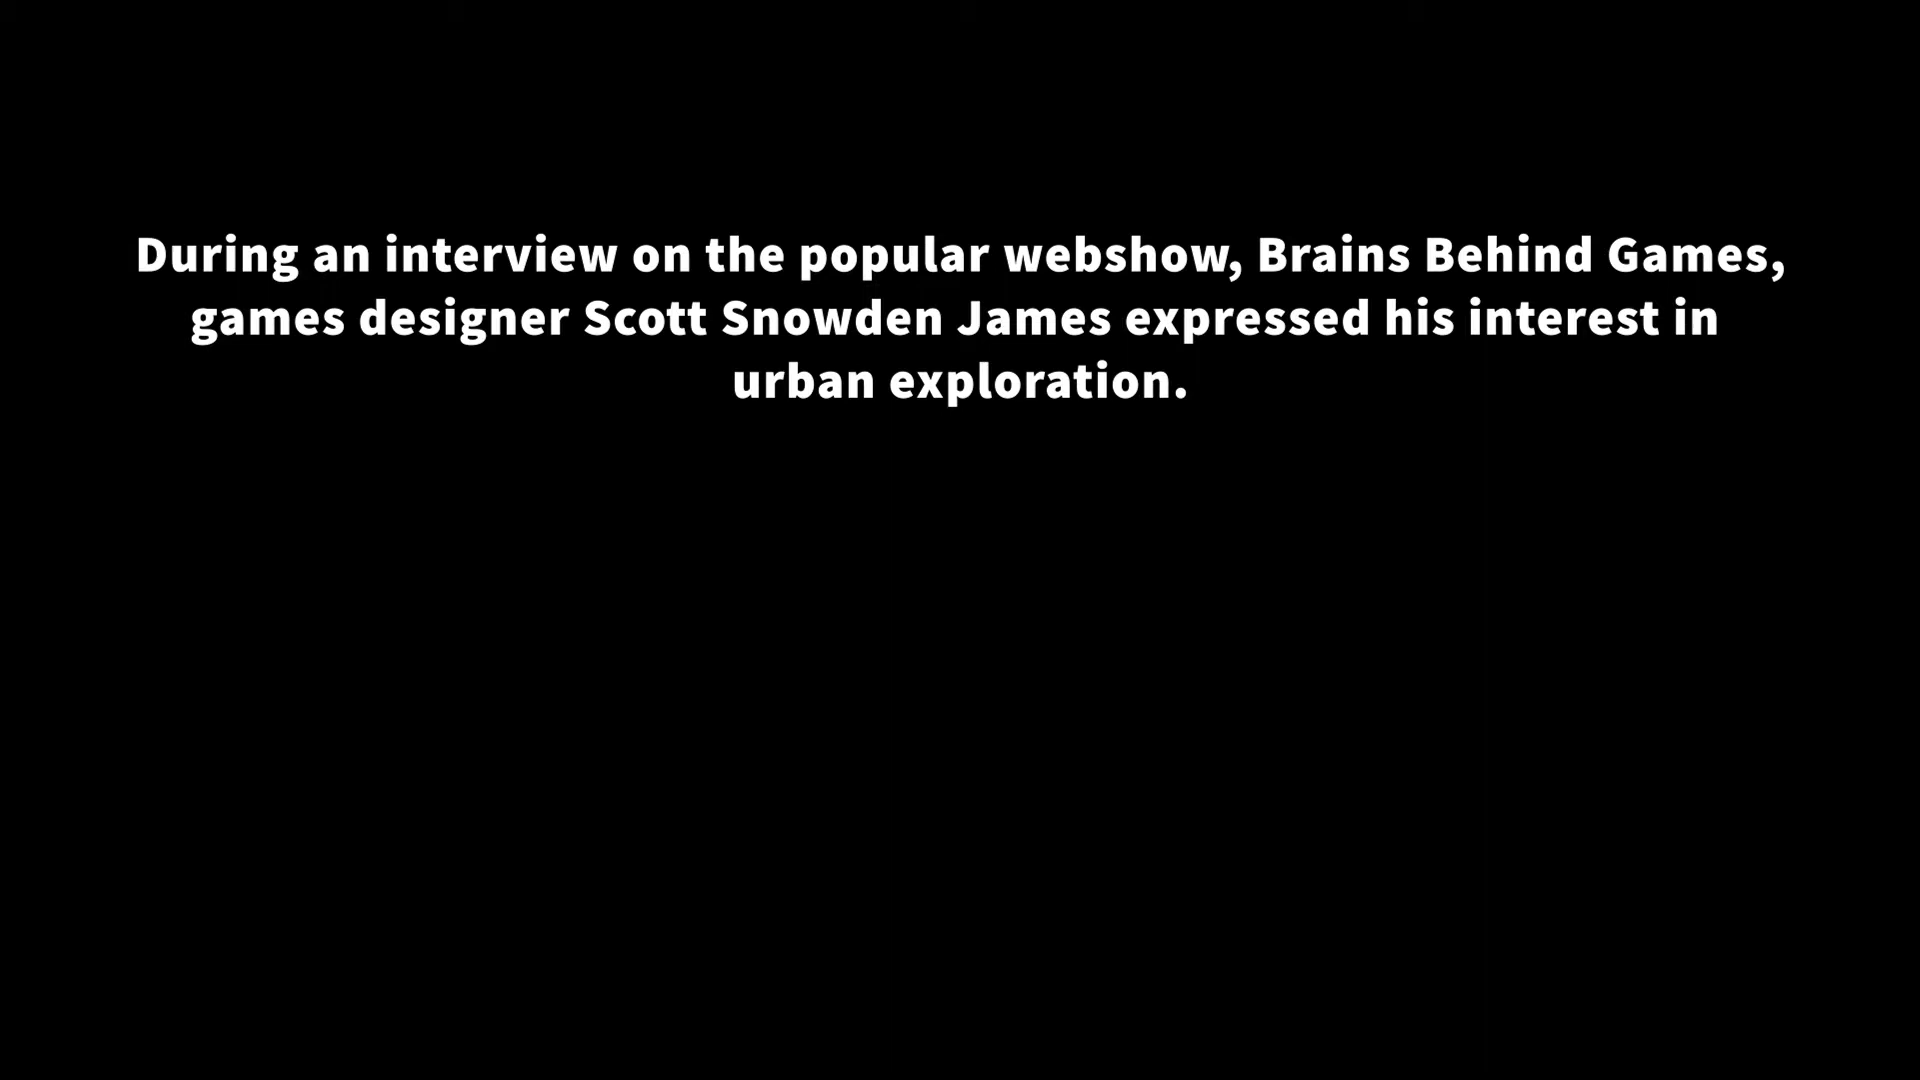 During an interview on the popular webshow, Brains Behind Games,
games designer Scott Snowden James expressed his interest in
urban exploration.